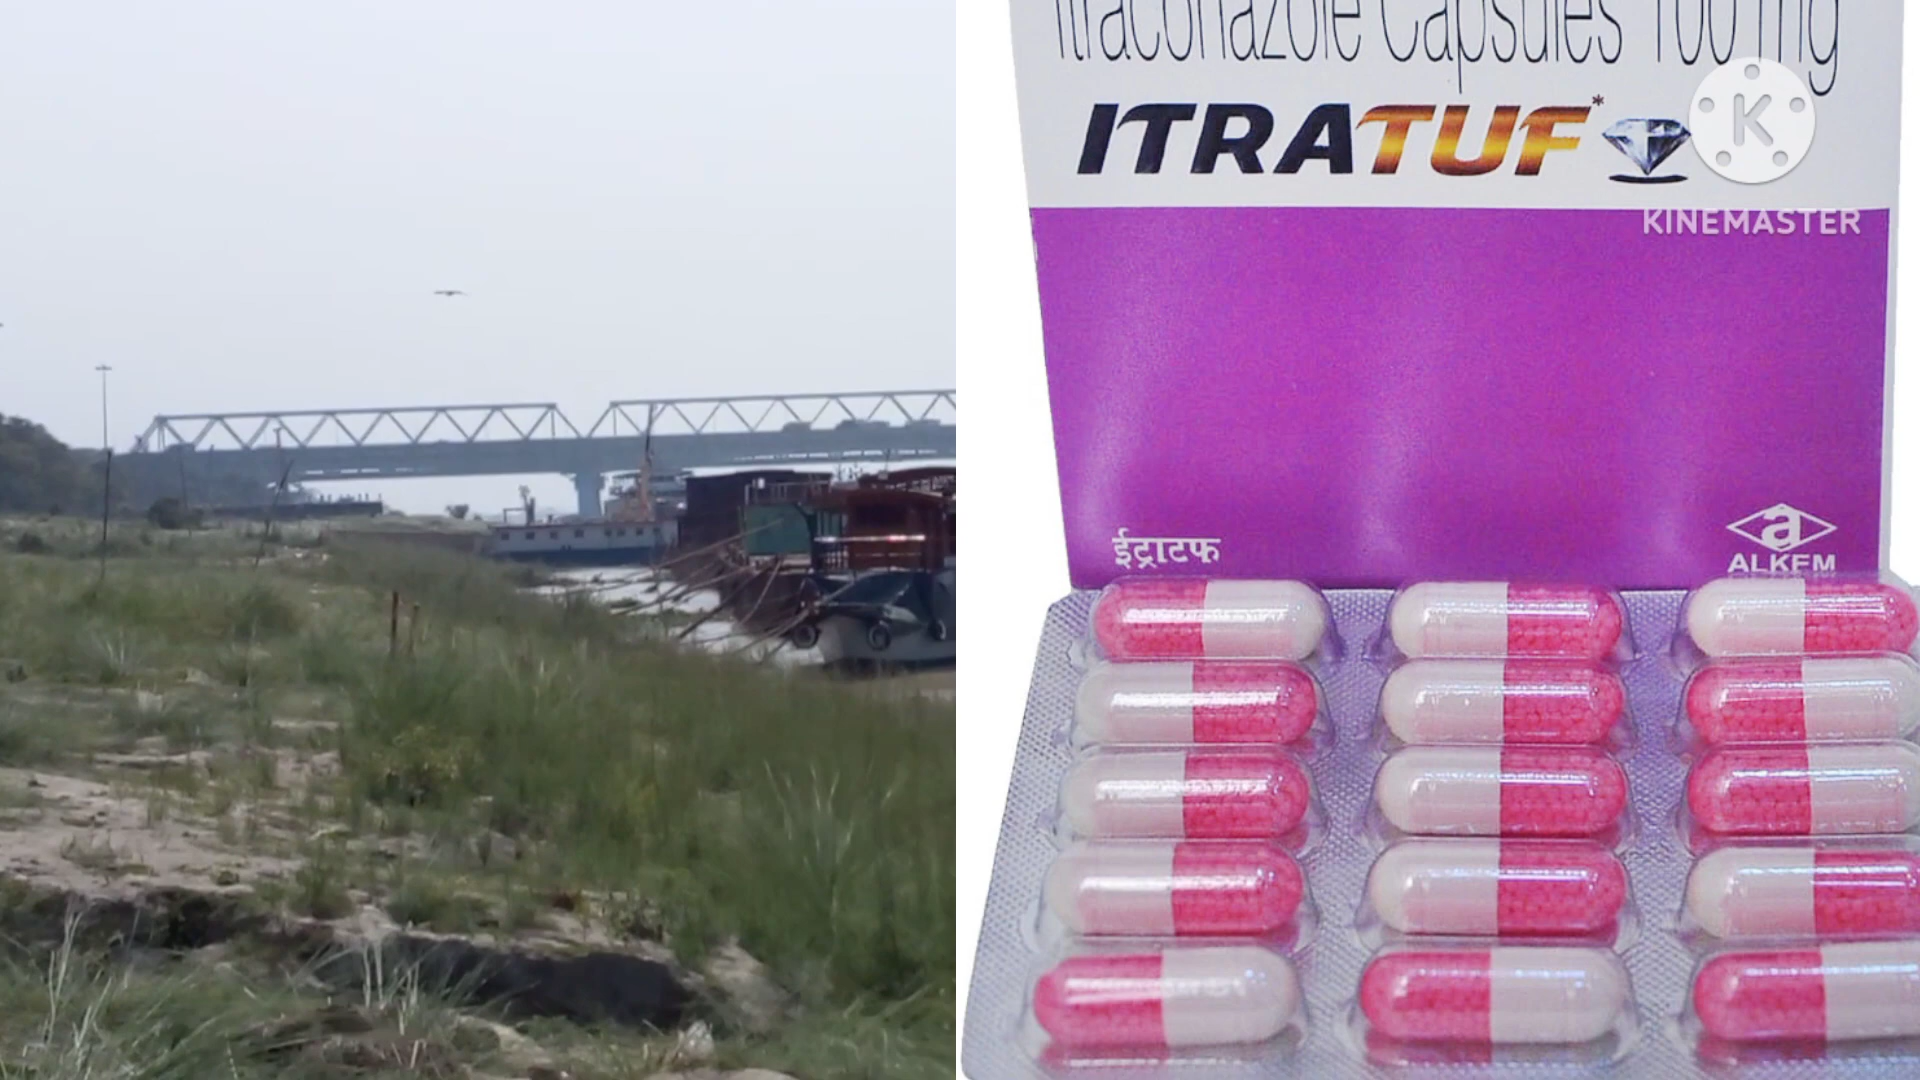 Itraconazole Capsules 100 mg
ITRATUF*
K
KINEMASTER
ईट्राटफ
a
ALKEM